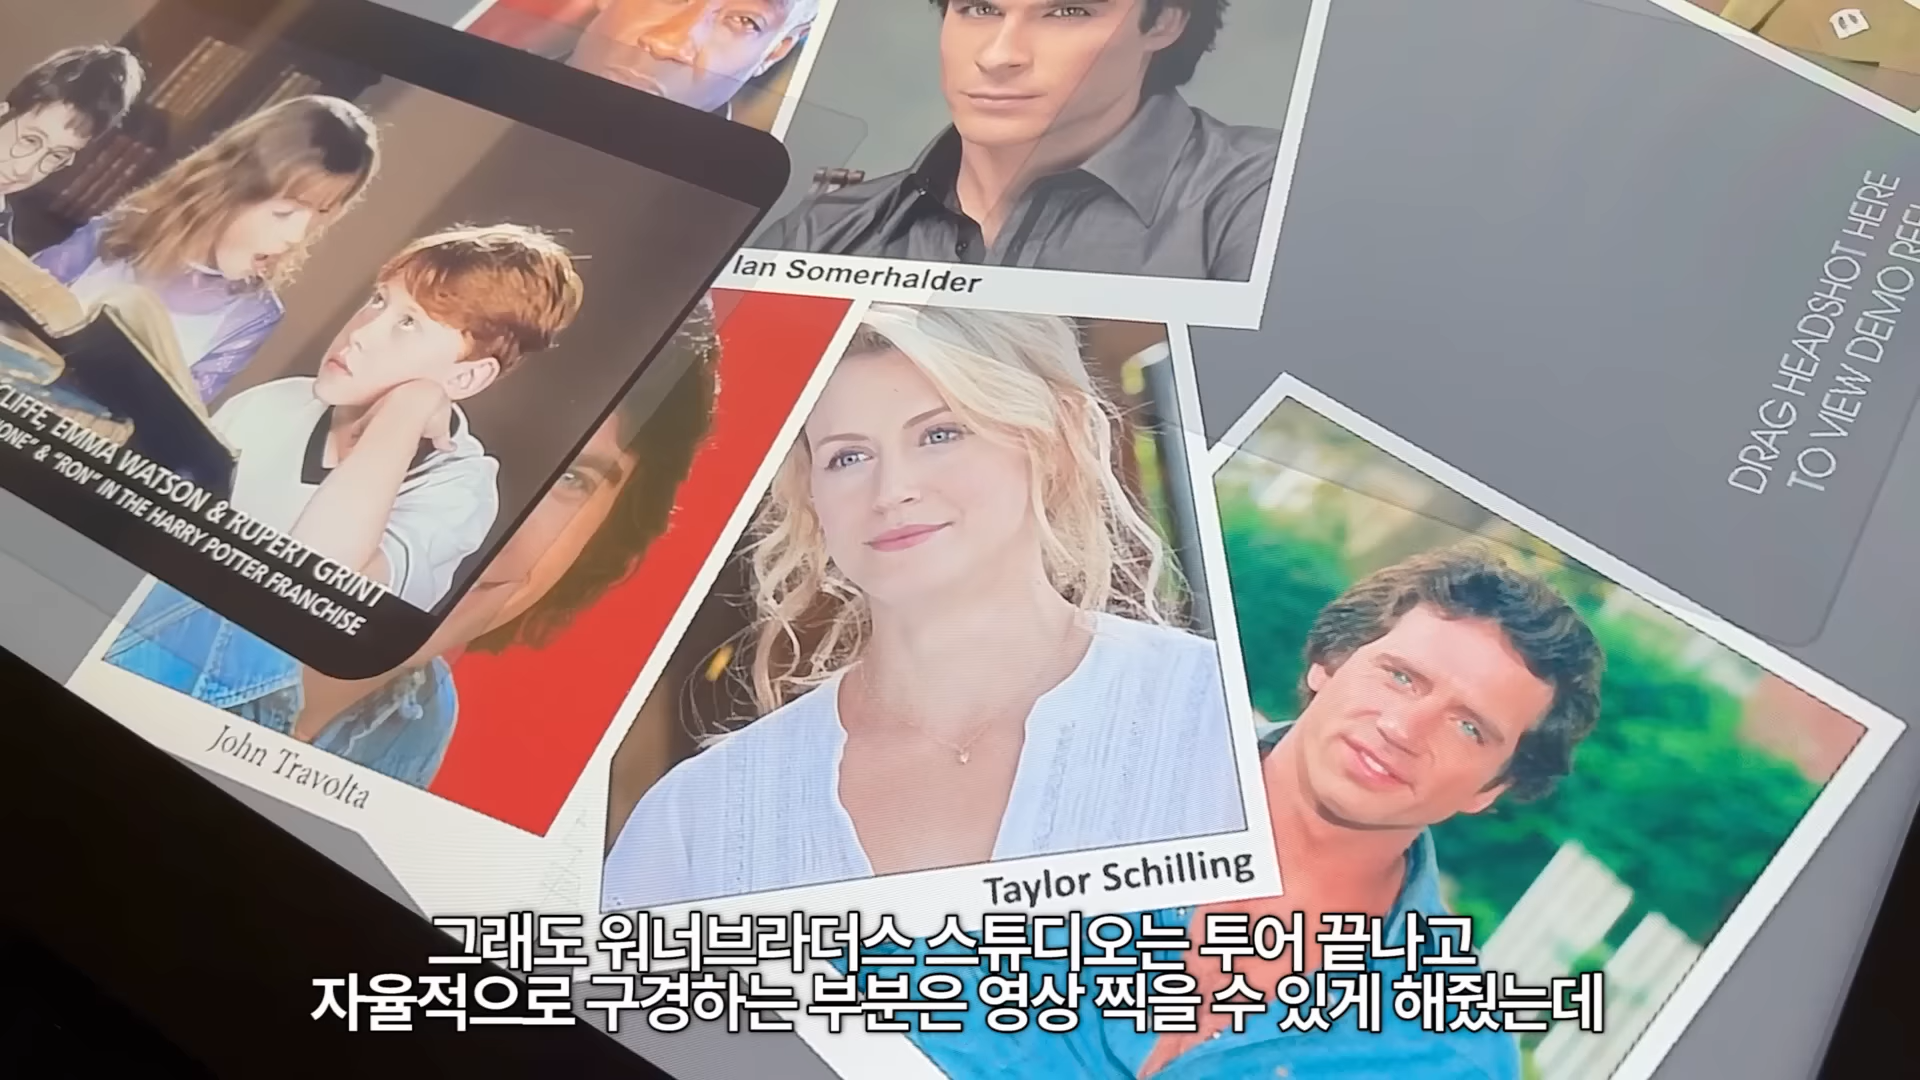 Ian Somerhalder
DRAG HEADSHOT HERE
TO VIEW DEMO
CLIFFE, EMMA WATSON & RUPERT GRINT
& "RON" IN THE HARRY POTTER FRANCHISE
John Travolta
Taylor Schilling
그래도 워너브라더스 스튜디오는 투어 끝나고
자율적으로 구경하는 부분은 영상 찍을 수 있게 해줬는데